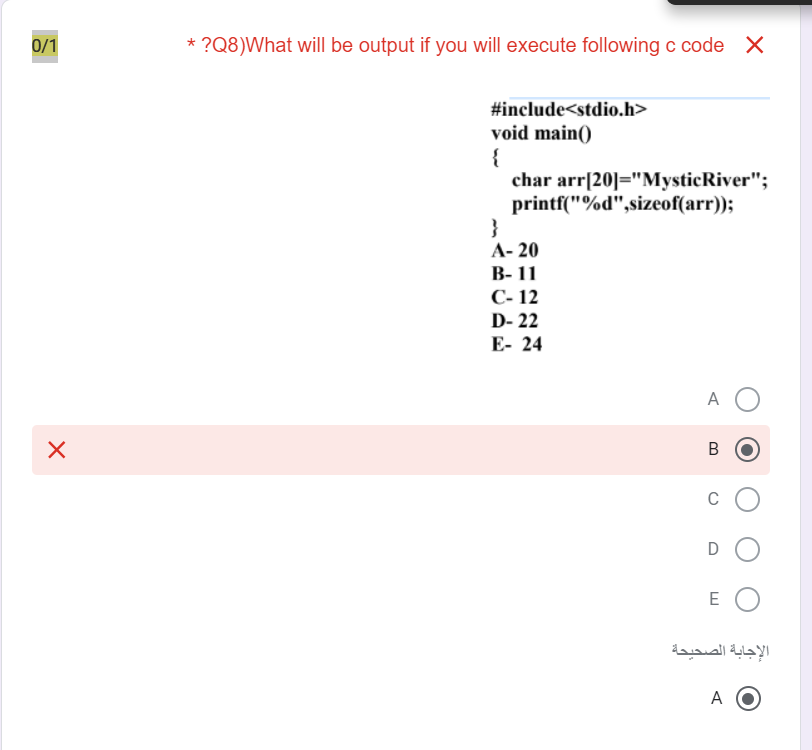 0/1
* ?Q8)What will be output if you will execute following c code
#include<stdio.h>
void main()
{
char arr[20]="MysticRiver";
printf("%d",sizeof(arr));
}
A- 20
B- 11
C- 12
D- 22
E- 24
A
B
C
D
E
الإجابة الصحيحة
A